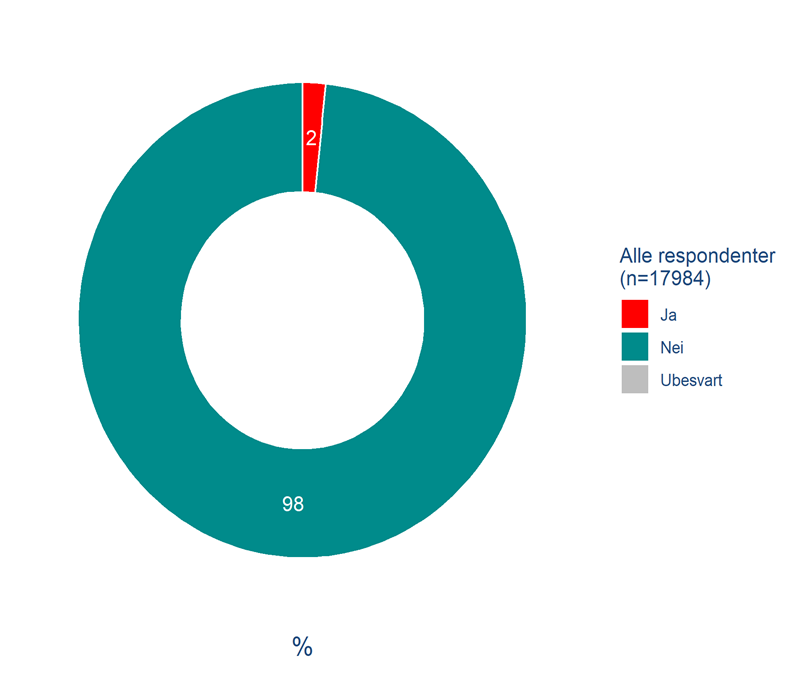 2
98
%
Alle respondenter
(n=17984)
Ja
Nei
Ubesvart